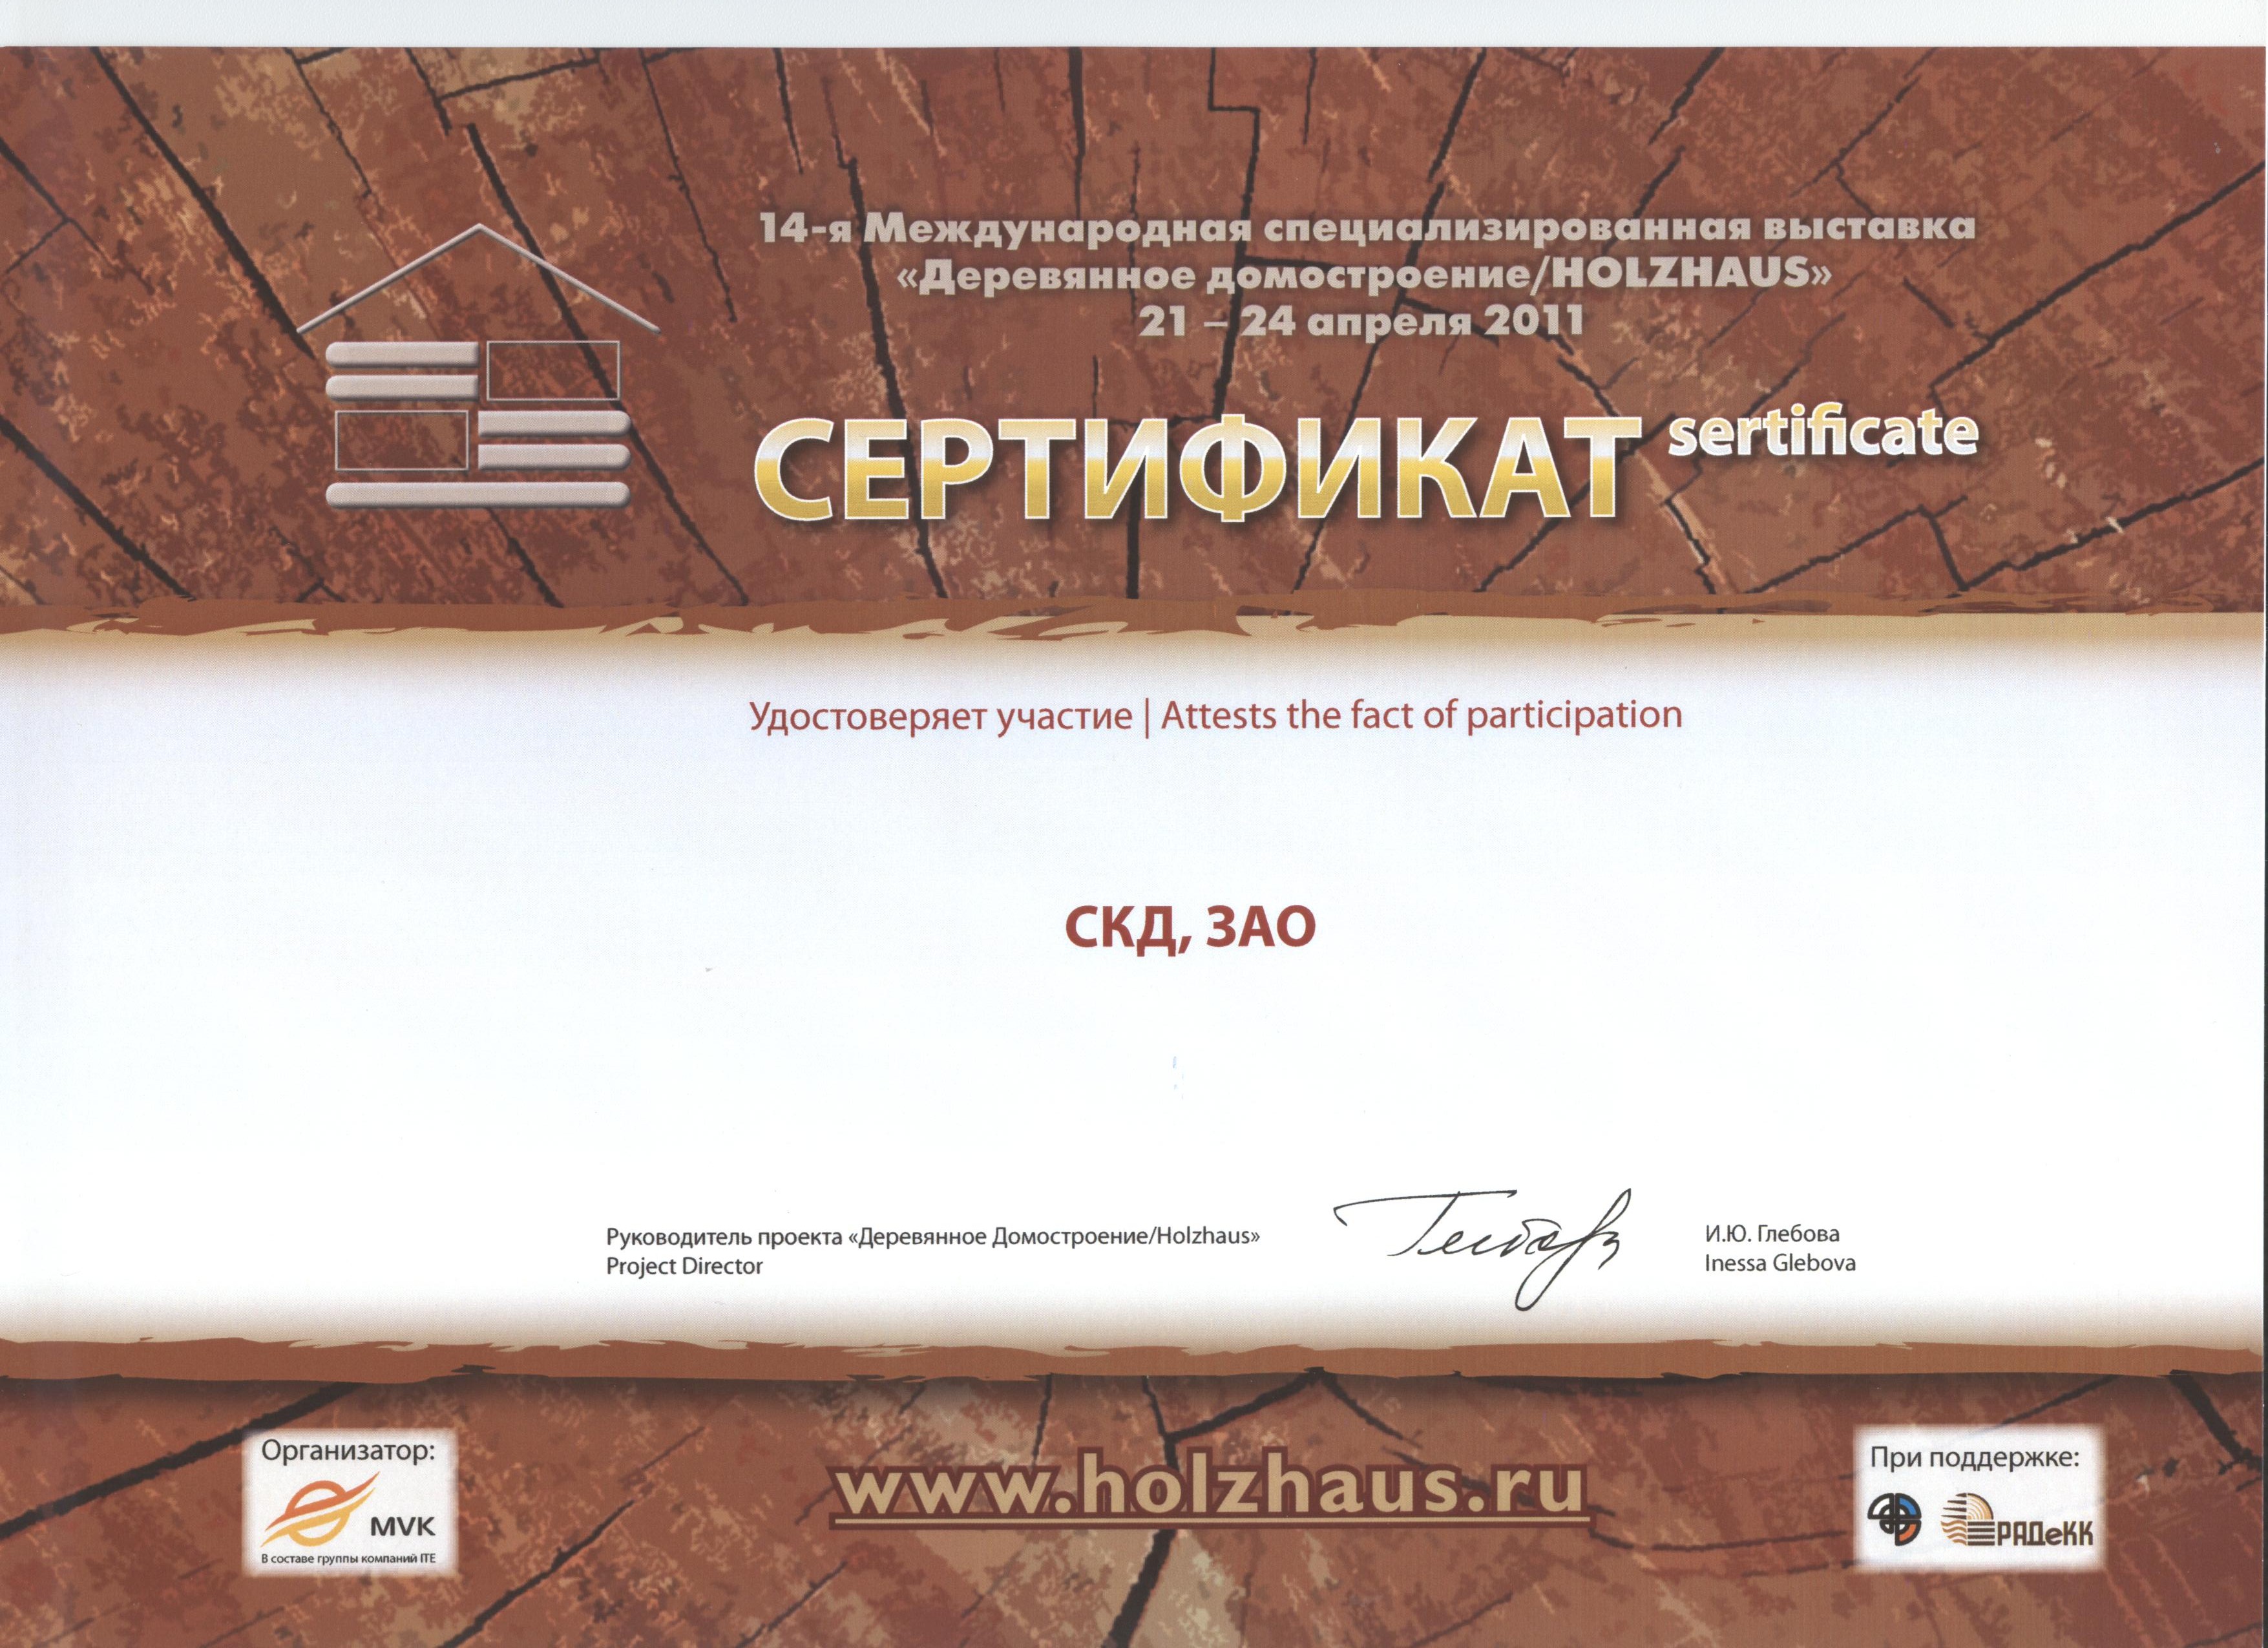 14-я Международная специализированная выставка
«Деревянное домостроение/HOLZHAUS»
21 – 24 апреля 2011
СЕРТИФИКАТ sertificate
Удостоверяет участие | Attests the fact of participation
СКД, ЗАО
Руководитель проекта «Деревянное Домостроение/Holzhaus»
Project Director
И.Ю. Глебова
Inessa Glebova
Организатор:
MVK
В составе группы компаний ITE
www.holzhaus.ru
При поддержке:
РАДеКК